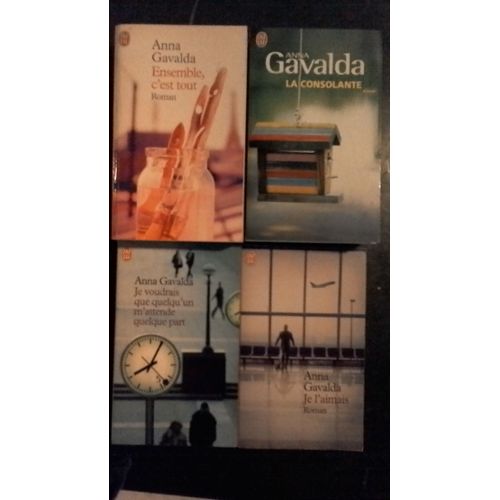 Anna
Gavalda
Ensemble,
c'est tout
Roman
ANNA
Gavalda
LA CONSOLANTE
Anna Gavalda
Je voudrais
que quelqu'un
m'attende
quelque part
Anna
Gavalda
Je l'aimais
Roman